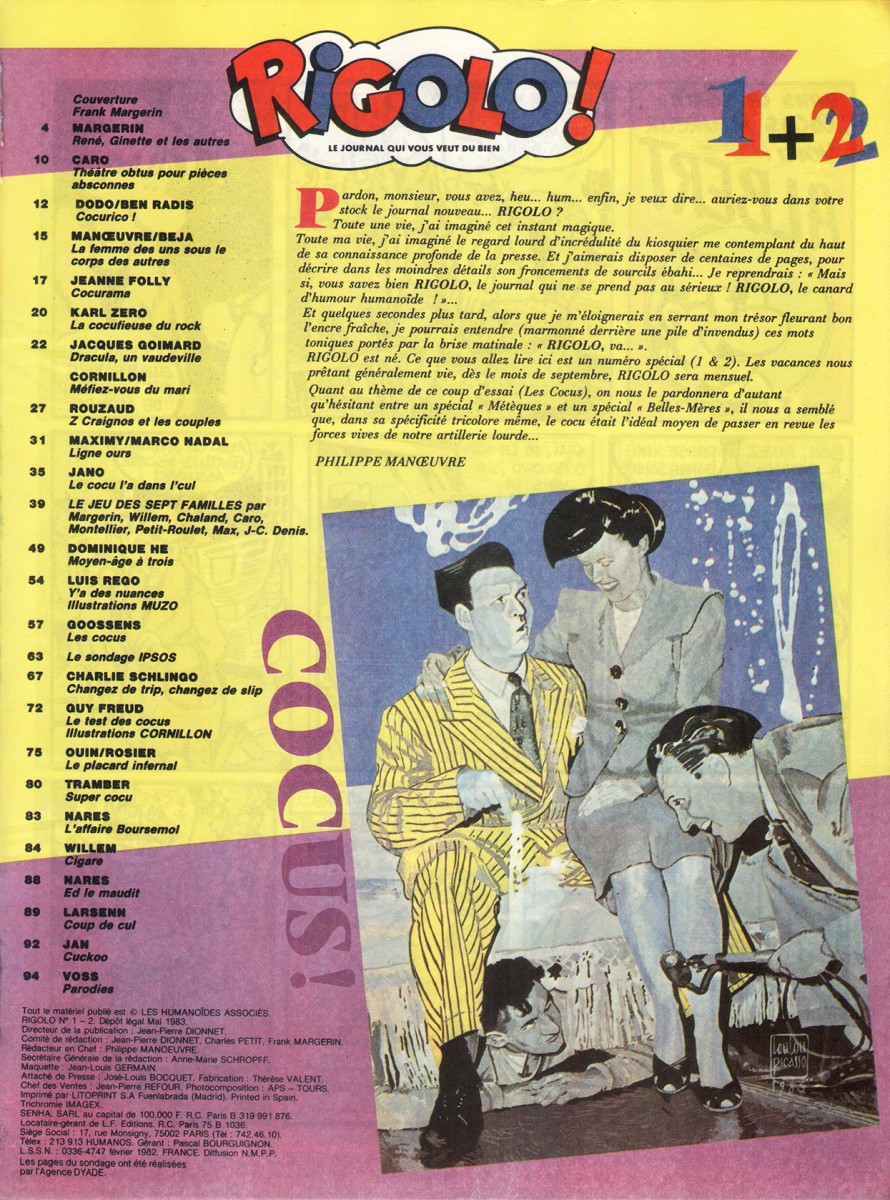 RiGOLO!
LE JOURNAL QUI VOUS VEUT DU BIEN
1+2
Couverture
Frank Margerin
4 MARGERIN
René, Ginette et les autres
10 CARO
Théâtre obtus pour pièces
absconnes
12 DODO/BEN RADIS
Cocurico !
15 MANŒUVRE/BEJA
La femme des uns sous le
corps des autres
17 JEANNE FOLLY
Cocurama
20 KARL ZERO
La cocufieuse du rock
22 JACQUES GOIMARD
Dracula, un vaudeville
CORNILLON
Méfiez-vous du mari
27 ROUZAUD
Z Craignos et les couples
31 MAXIMY/MARCO NADAL
Ligne ours
35 JANO
Le cocu l'a dans l'cul
39 LE JEU DES SEPT FAMILLES par
Margerin, Willem, Chaland, Caro,
Montellier, Petit-Roulet, Max, J-C. Denis.
49 DOMINIQUE HE
Moyen-âge à trois
54 LUIS REGO
Y'a des nuances
Illustrations MUZO
57 GOOSSENS
Les cocus
63 Le sondage IPSOS
67 CHARLIE SCHLINGO
Changez de trip, changez de slip
72 GUY FREUD
Le test des cocus
Illustrations CORNILLON
75 OUIN/ROSIER
Le placard infernal
80 TRAMBER
Super cocu
83 NARES
L'affaire Boursemol
84 WILLEM
Cigare
88 NARES
Ed le maudit
89 LARSENN
Coup de cul
92 JAN
Cuckoo
94 VOSS
Parodies
Pardon, monsieur, vous avez, heu... hum... enfin, je veux dire... auriez-vous dans votre
stock le journal nouveau... RIGOLO ?
Toute une vie, j'ai imaginé cet instant magique.
Toute ma vie, j'ai imaginé le regard lourd d'incrédulité du kiosquier me contemplant du haut
de sa connaissance profonde de la presse. Et j'aimerais disposer de centaines de pages, pour
décrire dans les moindres détails son froncements de sourcils ébahi... Je reprendrais : « Mais
si, vous savez bien RIGOLO, le journal qui ne se prend pas au sérieux ! RIGOLO, le canard
d'humour humanoïde ! »...
Et quelques secondes plus tard, alors que je m'éloignerais en serrant mon trésor fleurant bon
l'encre fraîche, je pourrais entendre (marmonné derrière une pile d'invendus) ces mots
toniques portés par la brise matinale : « RIGOLO, va... ».
RIGOLO est né. Ce que vous allez lire ici est un numéro spécial (1 & 2). Les vacances nous
prêtant généralement vie, dès le mois de septembre, RIGOLO sera mensuel.
Quant au thème de ce coup d'essai (Les Cocus), on nous le pardonnera d'autant
qu'hésitant entre un spécial « Métèques » et un spécial « Belles-Mères », il nous a semblé
que, dans sa spécificité tricolore même, le cocu était l'idéal moyen de passer en revue les
forces vives de notre artillerie lourde...
PHILIPPE MANŒUVRE
COCUS!
LOULOU
PICASSO
Tout le matériel publié est © LES HUMANOÏDES ASSOCIÉS.
RIGOLO N° 1 – 2. Dépôt légal Mai 1983.
Directeur de la publication : Jean-Pierre DIONNET.
Comité de rédaction : Jean-Pierre DIONNET, Charles PETIT, Frank MARGERIN.
Rédacteur en Chef : Philippe MANOEUVRE.
Secrétaire Générale de la rédaction : Anne-Marie SCHROPFF.
Maquette : Jean-Louis GERMAIN.
Attaché de Presse : José-Louis BOCQUET. Fabrication : Thérèse VALENT.
Chef des Ventes : Jean-Pierre REFOUR. Photocomposition : APS – TOURS.
Imprimé par LITOPRINT S.A Fuenlabrada (Madrid). Printed in Spain.
Trichromie IMAGEX.
SENHA, SARL au capital de 100.000 F. R.C. Paris B 319 991 876.
Locataire-gérant de L.F. Editions. R.C. Paris 75 B 1036.
Siège Social : 17, rue Monsigny, 75002 PARIS (Tél : 742.46.10).
Télex : 213 913 HUMANOS. Gérant : Pascal BOURGUIGNON.
L.S.S.N. : 0336-4747 février 1982, FRANCE. Diffusion N.M.P.P.
Les pages du sondage ont été réalisées
par l'Agence DYADE.